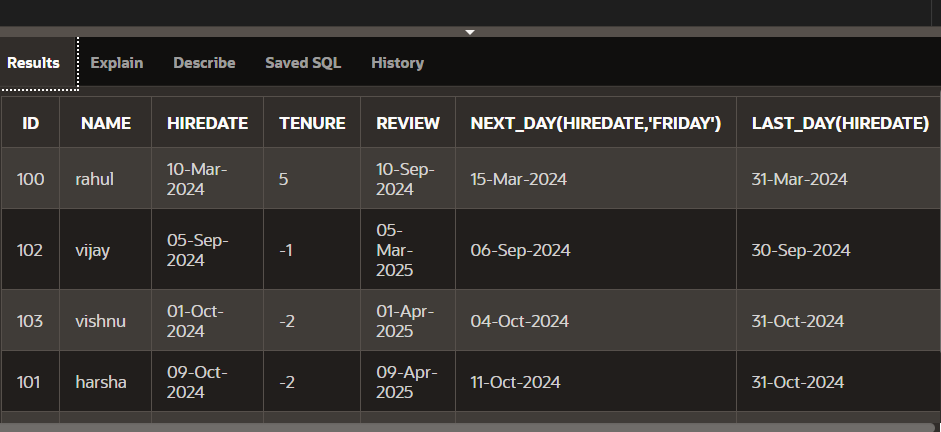 Results Explain Describe Saved SQL History
ID NAME HIREDATE TENURE REVIEW NEXT_DAY(HIREDATE,'FRIDAY') LAST_DAY(HIREDATE)
100 rahul 10-Mar-2024 5 10-Sep-2024 15-Mar-2024 31-Mar-2024
102 vijay 05-Sep-2024 -1 05-Mar-2025 06-Sep-2024 30-Sep-2024
103 vishnu 01-Oct-2024 -2 01-Apr-2025 04-Oct-2024 31-Oct-2024
101 harsha 09-Oct-2024 -2 09-Apr-2025 11-Oct-2024 31-Oct-2024